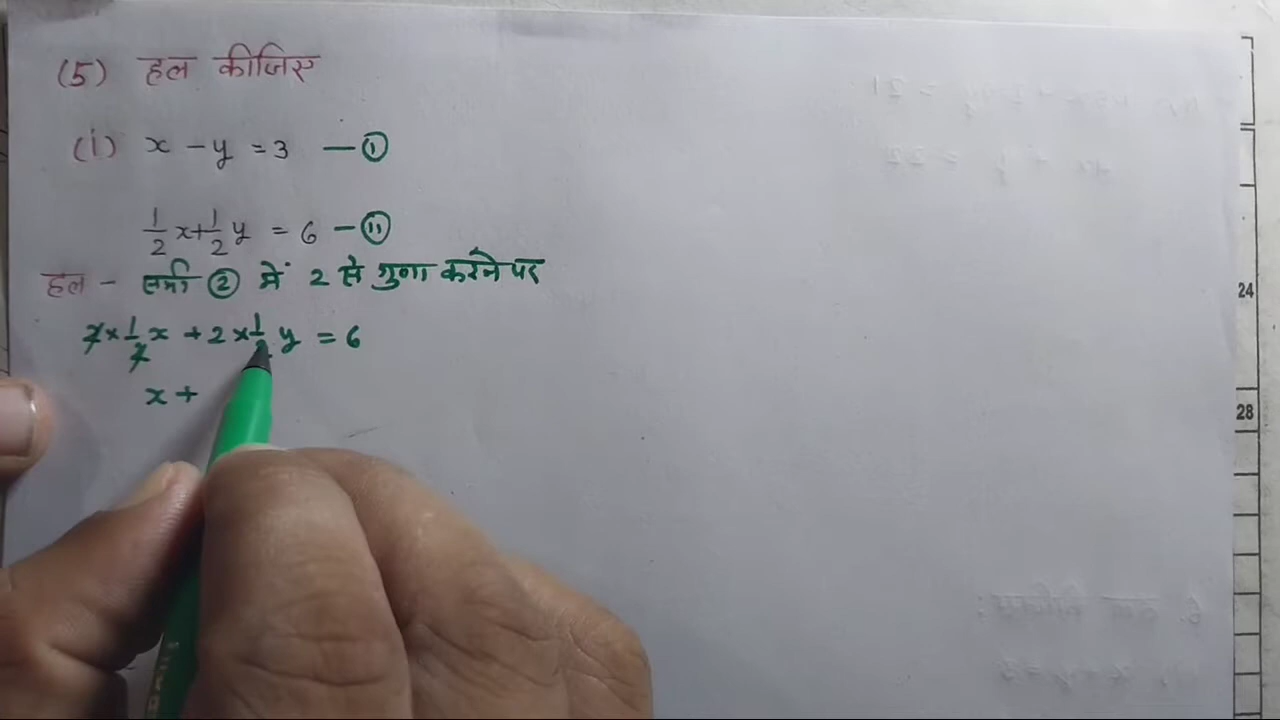 (5) हल कीजिए
(i) x - y = 3 — ①
1/2 x + 1/2 y = 6 — ⑪
हल - समी ② में 2 से गुणा करने पर
2 × 1/2 x + 2 × 1/2 y = 6
x +
24
28